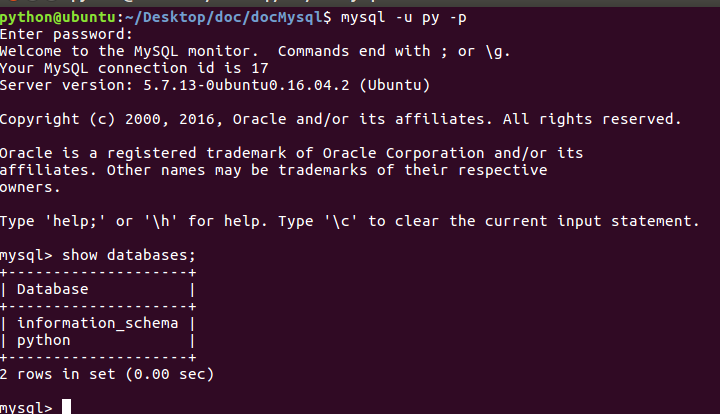 python@ubuntu:~/Desktop/doc/docMysql$ mysql -u py -p
Enter password:
Welcome to the MySQL monitor.  Commands end with ; or \g.
Your MySQL connection id is 17
Server version: 5.7.13-0ubuntu0.16.04.2 (Ubuntu)

Copyright (c) 2000, 2016, Oracle and/or its affiliates. All rights reserved.

Oracle is a registered trademark of Oracle Corporation and/or its
affiliates. Other names may be trademarks of their respective
owners.

Type 'help;' or '\h' for help. Type '\c' to clear the current input statement.

mysql> show databases;
+--------------------+
| Database           |
+--------------------+
| information_schema |
| python             |
+--------------------+
2 rows in set (0.00 sec)

mysql>